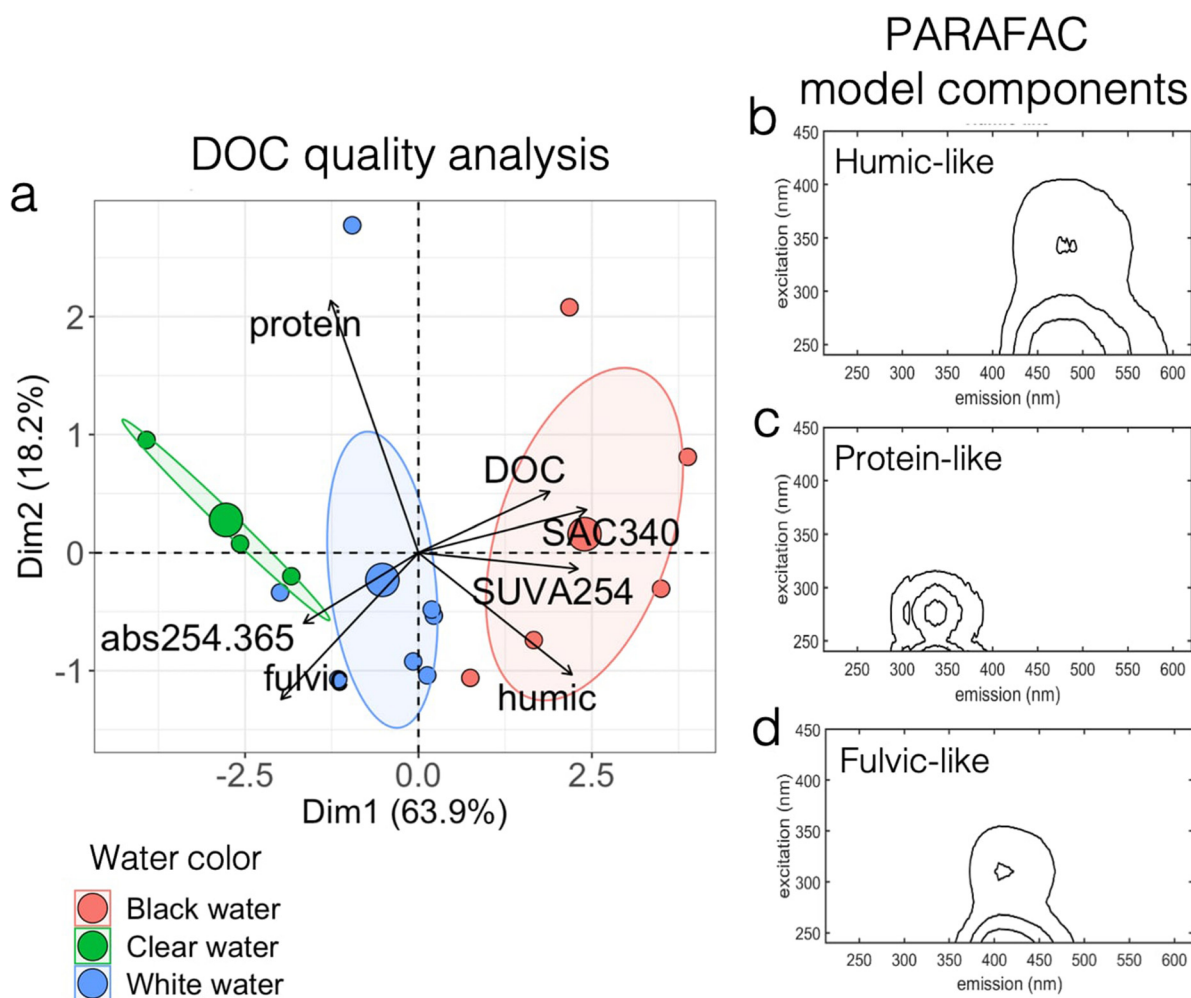 PARAFAC
model components
DOC quality analysis
a
protein
DOC
SAC340
SUVA254
abs254.365
fulvic
humic
2
1
0
-1
Dim2 (18.2%)
-2.5
0.0
2.5
Dim1 (63.9%)
Water color
Black water
Clear water
White water
b
Humic-like
450
400
350
300
250
excitation (nm)
250 300 350 400 450 500 550 600
emission (nm)
c
Protein-like
450
400
350
300
250
excitation (nm)
250 300 350 400 450 500 550 600
emission (nm)
d
Fulvic-like
450
400
350
300
250
excitation (nm)
250 300 350 400 450 500 550 600
emission (nm)